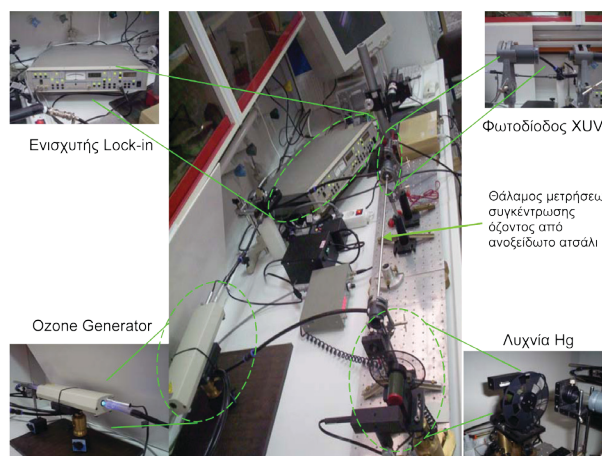 Ενισχυτής Lock-in
Φωτοδίοδος XUV
Θάλαμος μετρήσεω
συγκέντρωσης
όζοντος από
ανοξείδωτο ατσάλι
Ozone Generator
Λυχνία Hg